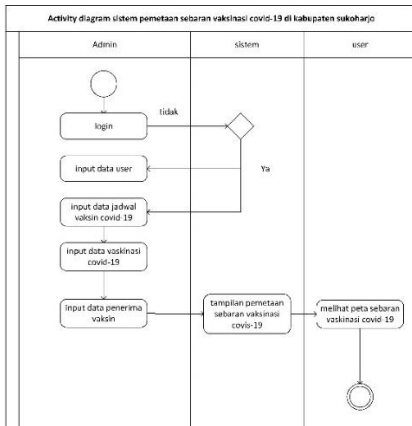 Activity diagram sistem pemetaan sebaran vaksinasi covid-19 di kabupaten sukoharjo
Admin
sistem
user
tidak
login
input data user
Ya
input data jadwal
vaksin covid-19
input data vaskinasi
covid-19
input data penerima
vaksin
tampilan pemetaan
sebaran vaksinasi
covis-19
melihat peta sebaran
vaskinasi covid-19